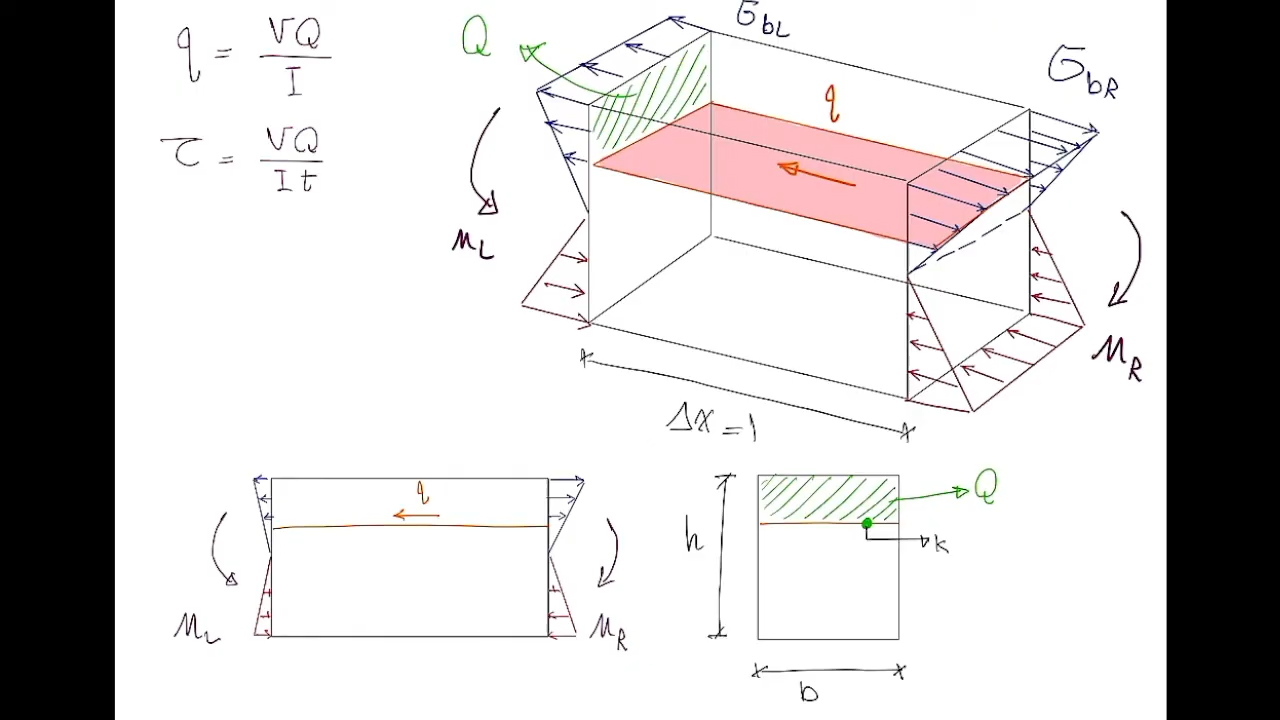 q = VQ / I
τ = VQ / It
Q
σbL
σbR
q
ML
MR
Δx = 1
q
ML
MR
Q
h
K
b